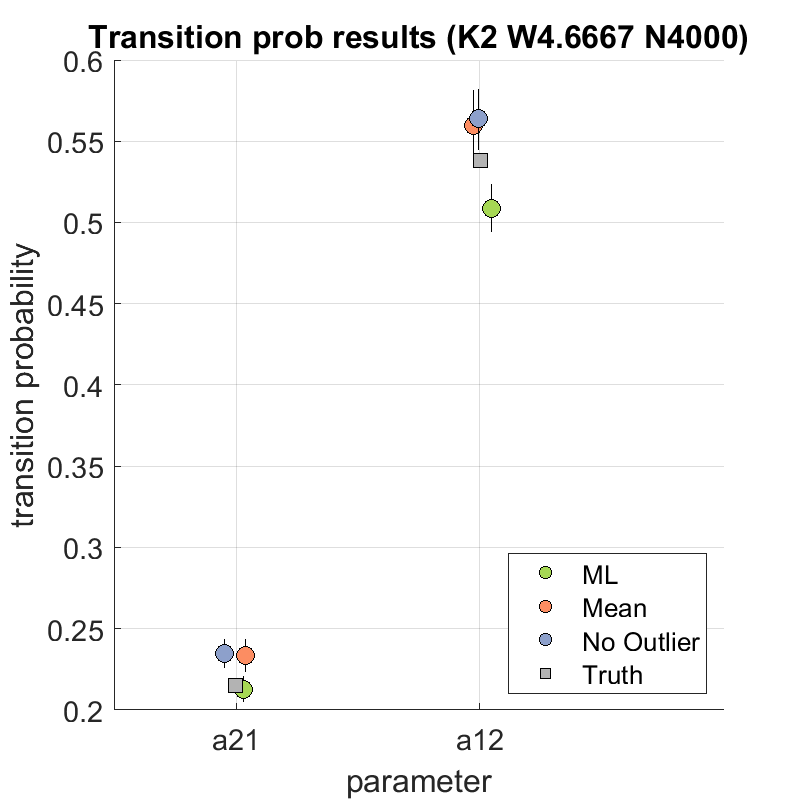 Transition prob results (K2 W4.6667 N4000)
0.6
0.55
0.5
0.45
0.4
0.35
0.3
0.25
0.2
transition probability
a21 a12
parameter
ML
Mean
No Outlier
Truth